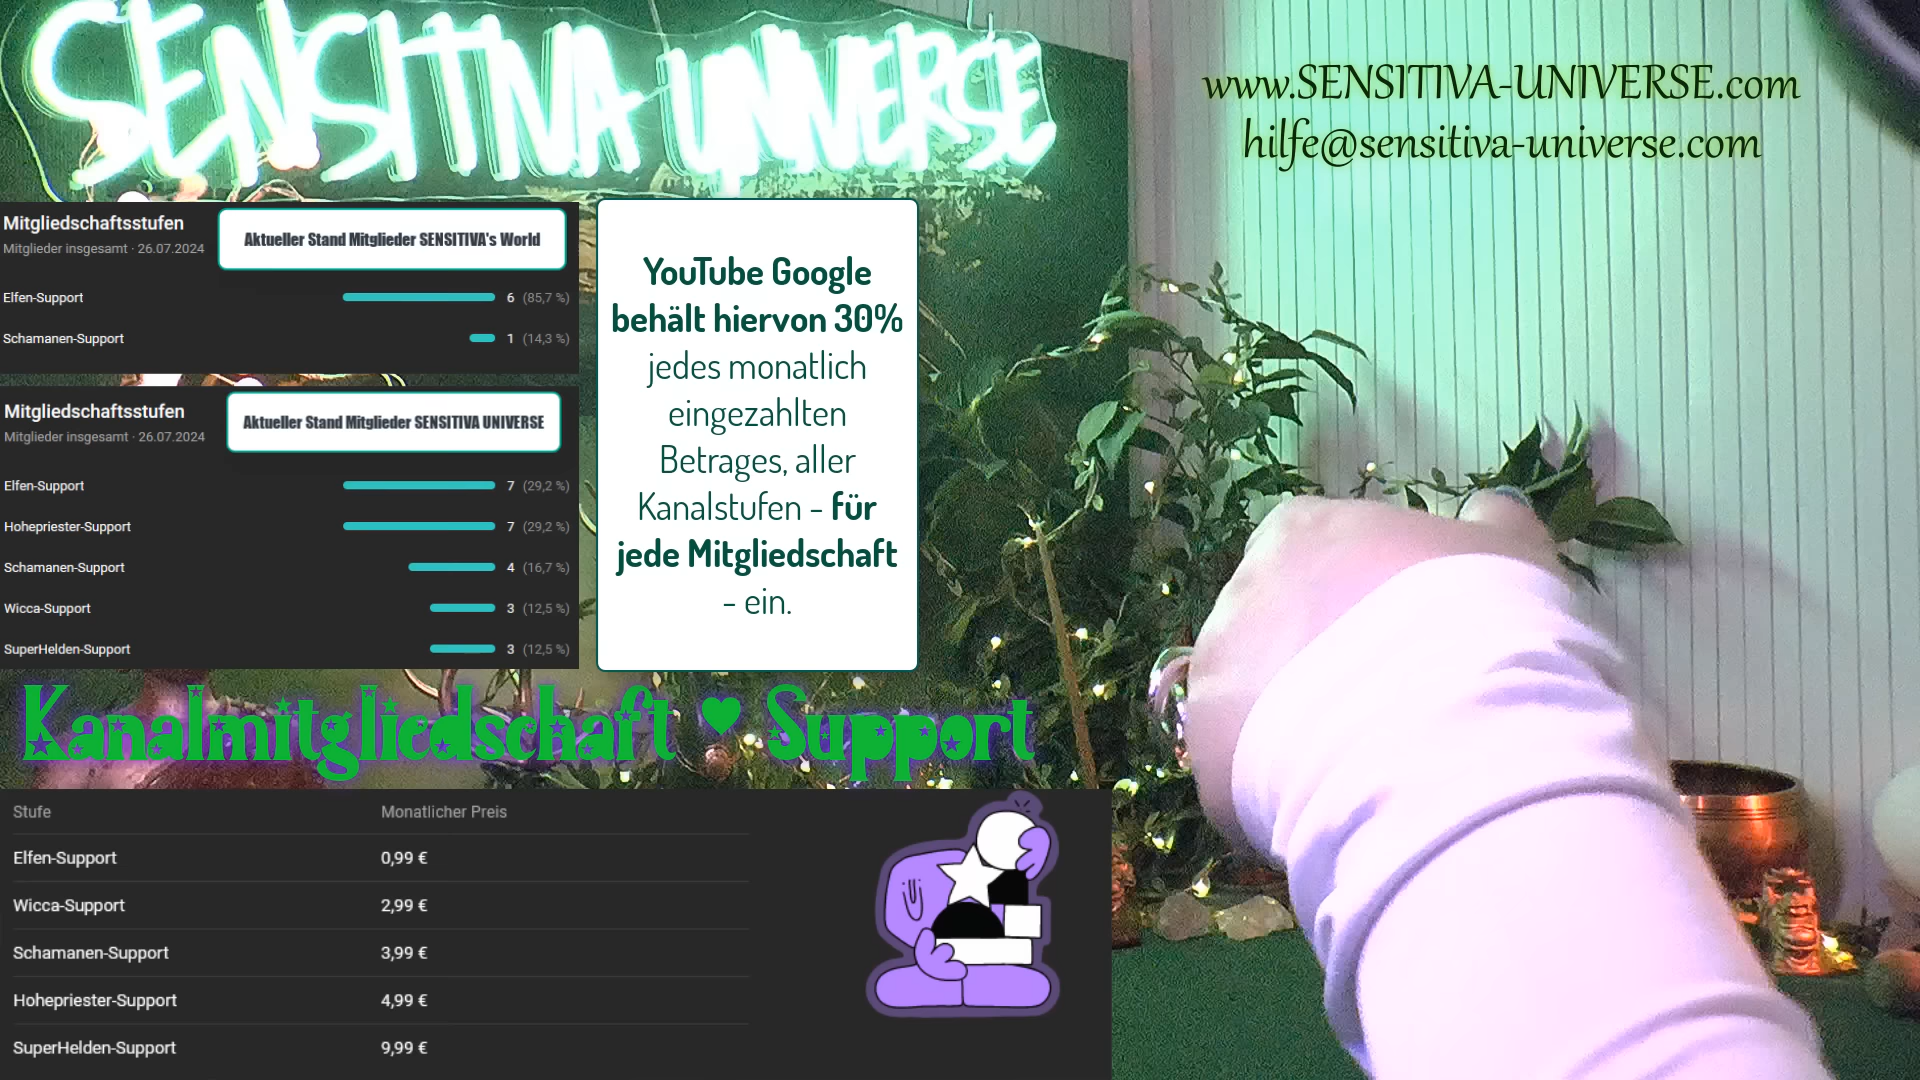 SENSITIVA UNIVERSE
www.SENSITIVA-UNIVERSE.com
hilfe@sensitiva-universe.com
Mitgliedschaftsstufen
Mitglieder insgesamt · 26.07.2024
Aktueller Stand Mitglieder SENSITIVA's World
Elfen-Support 6 (85,7 %)
Schamanen-Support 1 (14,3 %)
Mitgliedschaftsstufen
Mitglieder insgesamt · 26.07.2024
Aktueller Stand Mitglieder SENSITIVA UNIVERSE
Elfen-Support 7 (29,2 %)
Hohepriester-Support 7 (29,2 %)
Schamanen-Support 4 (16,7 %)
Wicca-Support 3 (12,5 %)
SuperHelden-Support 3 (12,5 %)
YouTube Google
behält hiervon 30%
jedes monatlich
eingezahlten
Betrages, aller
Kanalstufen - für
jede Mitgliedschaft
- ein.
Kanalmitgliedschaft ♥ Support
Stufe Monatlicher Preis
Elfen-Support 0,99 €
Wicca-Support 2,99 €
Schamanen-Support 3,99 €
Hohepriester-Support 4,99 €
SuperHelden-Support 9,99 €